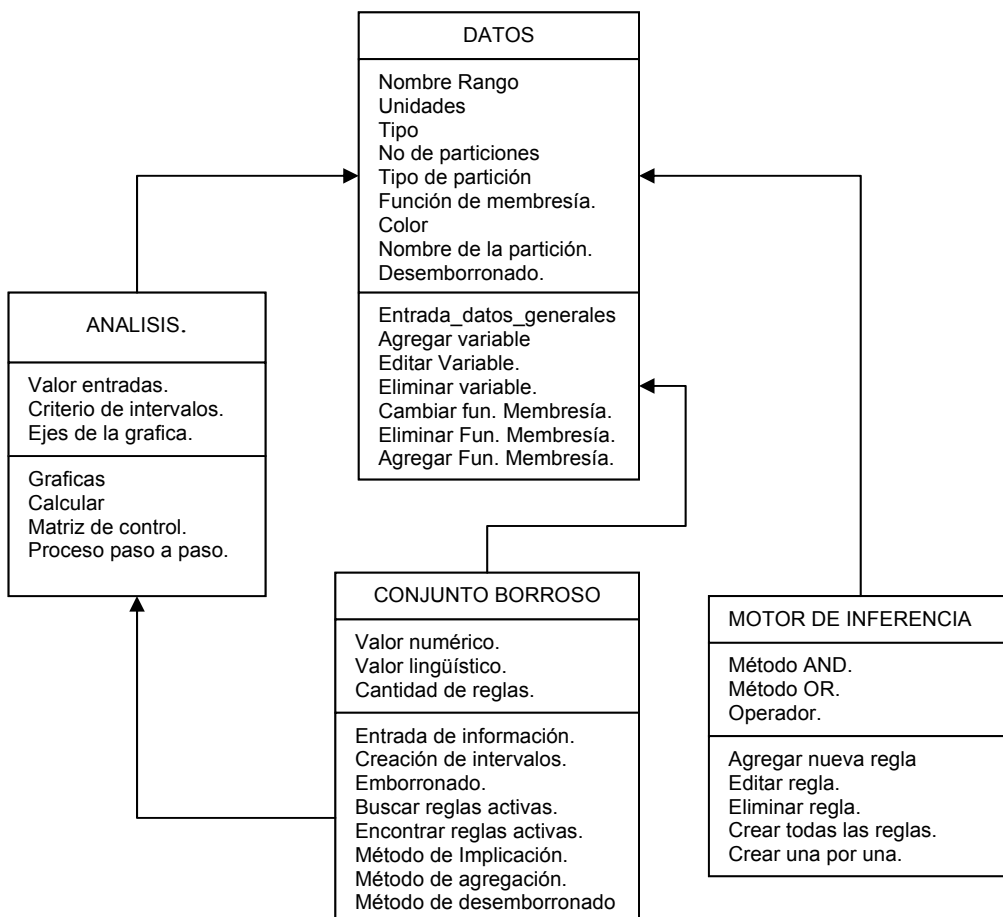 DATOS
Nombre Rango
Unidades
Tipo
No de particiones
Tipo de partición
Función de membresía.
Color
Nombre de la partición.
Desemborronado.
Entrada_datos_generales
Agregar variable
Editar Variable.
Eliminar variable.
Cambiar fun. Membresía.
Eliminar Fun. Membresía.
Agregar Fun. Membresía.
ANALISIS.
Valor entradas.
Criterio de intervalos.
Ejes de la grafica.
Graficas
Calcular
Matriz de control.
Proceso paso a paso.
CONJUNTO BORROSO
Valor numérico.
Valor lingüístico.
Cantidad de reglas.
Entrada de información.
Creación de intervalos.
Emborronado.
Buscar reglas activas.
Encontrar reglas activas.
Método de Implicación.
Método de agregación.
Método de desemborronado
MOTOR DE INFERENCIA
Método AND.
Método OR.
Operador.
Agregar nueva regla
Editar regla.
Eliminar regla.
Crear todas las reglas.
Crear una por una.